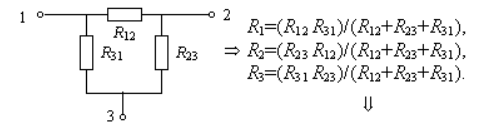 1 2
R12
R31 R23
3
⇒ R1=(R12 R31)/(R12+R23+R31),
R2=(R23 R12)/(R12+R23+R31),
R3=(R31 R23)/(R12+R23+R31).
⇓